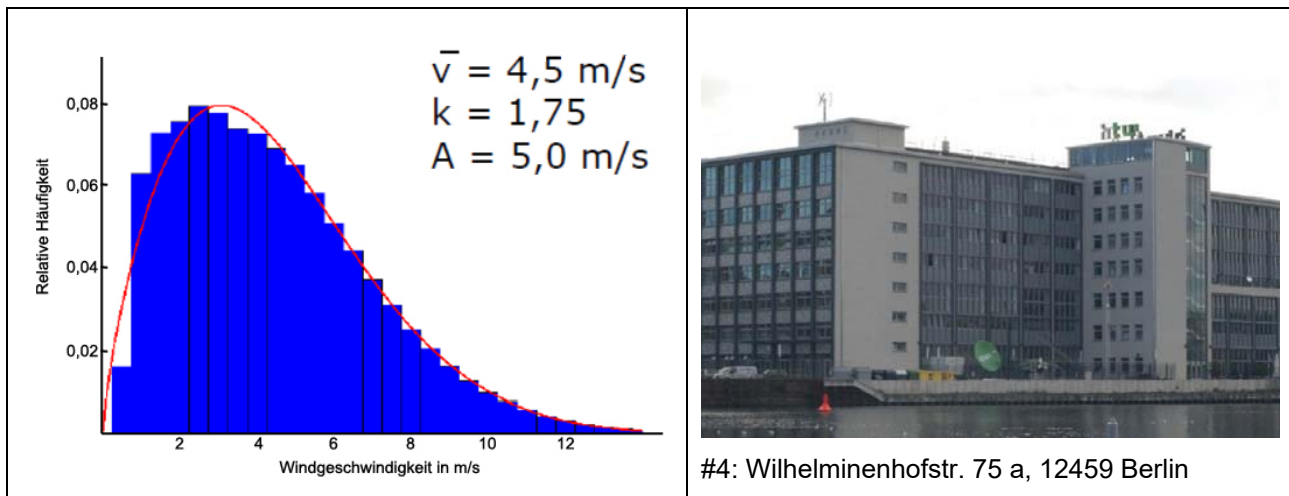 v̄ = 4,5 m/s
k = 1,75
A = 5,0 m/s
Relative Häufigkeit
0,08
0,06
0,04
0,02
2 4 6 8 10 12
Windgeschwindigkeit in m/s
#4: Wilhelminenhofstr. 75 a, 12459 Berlin